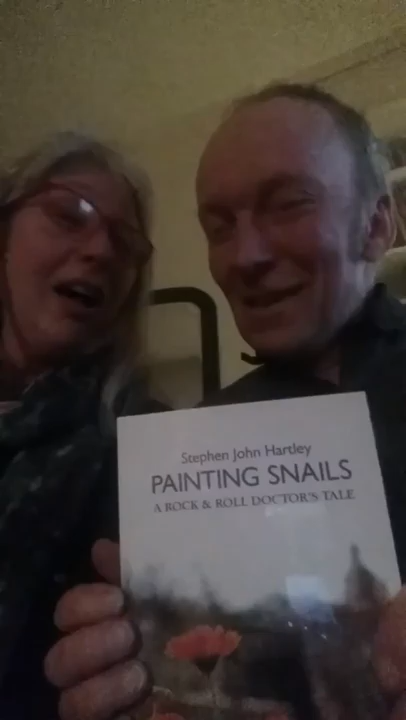 Stephen John Hartley
PAINTING SNAILS
A ROCK & ROLL DOCTOR'S TALE